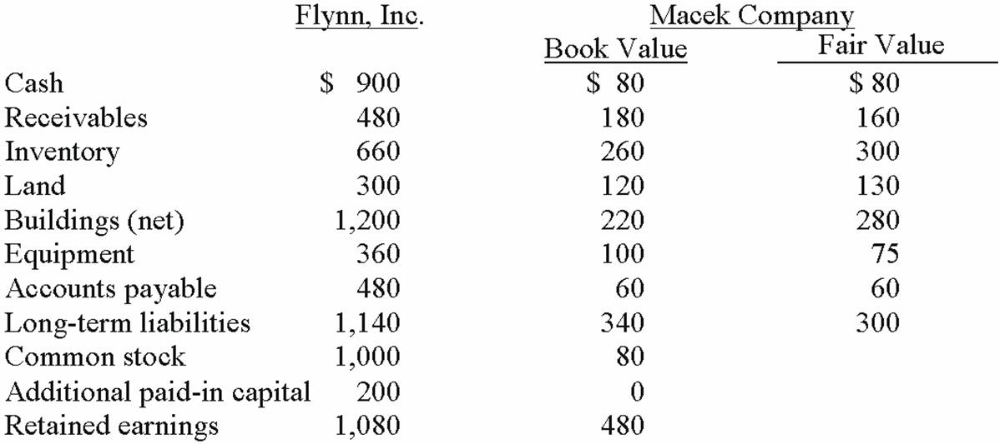 Flynn, Inc. Macek Company
Book Value Fair Value
Cash $ 900 $ 80 $ 80
Receivables 480 180 160
Inventory 660 260 300
Land 300 120 130
Buildings (net) 1,200 220 280
Equipment 360 100 75
Accounts payable 480 60 60
Long-term liabilities 1,140 340 300
Common stock 1,000 80
Additional paid-in capital 200 0
Retained earnings 1,080 480